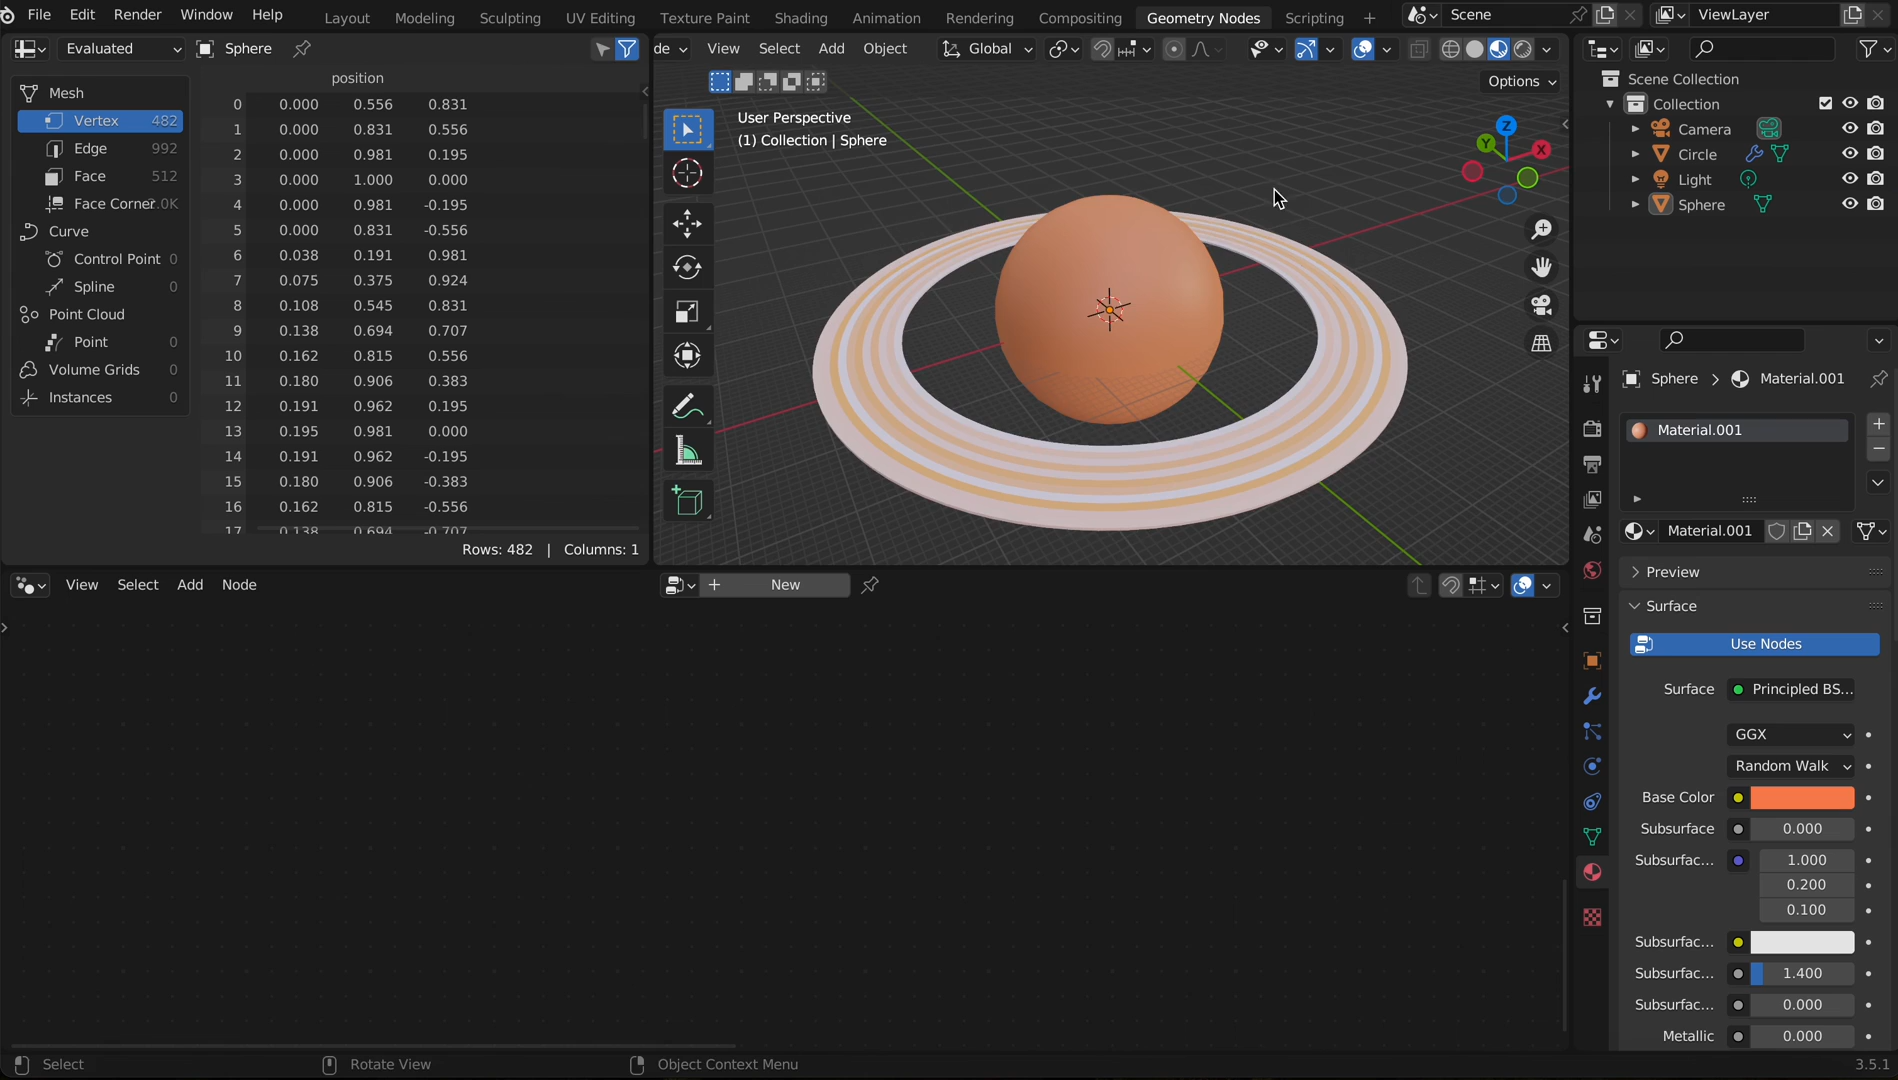 File Edit Render Window Help Layout Modeling Sculpting UV Editing Texture Paint Shading Animation Rendering Compositing Geometry Nodes Scripting + Scene ViewLayer
Evaluated Sphere
de View Select Add Object Global
Options
position
Mesh
Vertex 482
Edge 992
Face 512
Face Corner
Curve
Control Point 0
Spline 0
Point Cloud
Point 0
Volume Grids 0
Instances 0
0 0.000 0.556 0.831
1 0.000 0.831 0.556
2 0.000 0.981 0.195
3 0.000 1.000 0.000
4 0.000 0.981 -0.195
5 0.000 0.831 -0.556
6 0.038 0.191 0.981
7 0.075 0.375 0.924
8 0.108 0.545 0.831
9 0.138 0.694 0.707
10 0.162 0.815 0.556
11 0.180 0.906 0.383
12 0.191 0.962 0.195
13 0.195 0.981 0.000
14 0.191 0.962 -0.195
15 0.180 0.906 -0.383
16 0.162 0.815 -0.556
17 0.138 0.694 -0.707
Rows: 482 | Columns: 1
User Perspective
(1) Collection | Sphere
Z
Y
X
Scene Collection
Collection
Camera
Circle
Light
Sphere
Sphere > Material.001
Material.001
Material.001
Preview
Surface
Use Nodes
Surface Principled BS...
GGX
Random Walk
Base Color
Subsurface 0.000
Subsurfac... 1.000
0.200
0.100
Subsurfac...
Subsurfac... 1.400
Subsurfac... 0.000
Metallic 0.000
View Select Add Node
+ New
Select Rotate View Object Context Menu
3.5.1